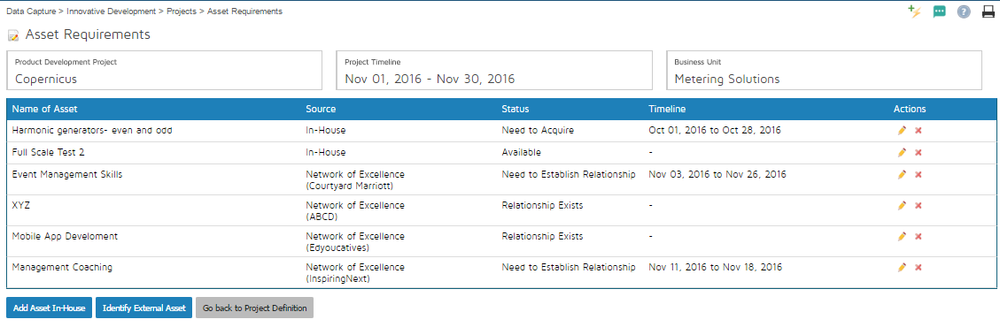 Data Capture > Innovative Development > Projects > Asset Requirements
Asset Requirements
Product Development Project
Copernicus
Project Timeline
Nov 01, 2016 - Nov 30, 2016
Business Unit
Metering Solutions
Name of Asset Source Status Timeline Actions
Harmonic generators- even and odd In-House Need to Acquire Oct 01, 2016 to Oct 28, 2016
Full Scale Test 2 In-House Available -
Event Management Skills Network of Excellence Need to Establish Relationship Nov 03, 2016 to Nov 26, 2016
(Courtyard Marriott)
XYZ Network of Excellence Relationship Exists -
(ABCD)
Mobile App Develoment Network of Excellence Relationship Exists -
(Edyoucatives)
Management Coaching Network of Excellence Need to Establish Relationship Nov 11, 2016 to Nov 18, 2016
(InspiringNext)
Add Asset In-House Identify External Asset Go back to Project Definition